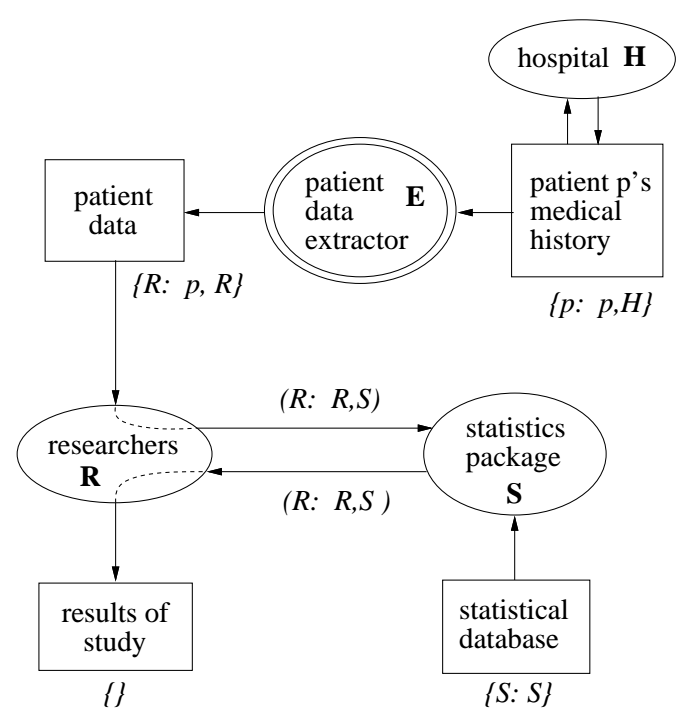 hospital H
patient
data
patient
data
extractor
E
patient p's
medical
history
{R: p, R}
{p: p,H}
(R: R,S)
researchers
R
statistics
package
S
(R: R,S )
results of
study
statistical
database
{}
{S: S}